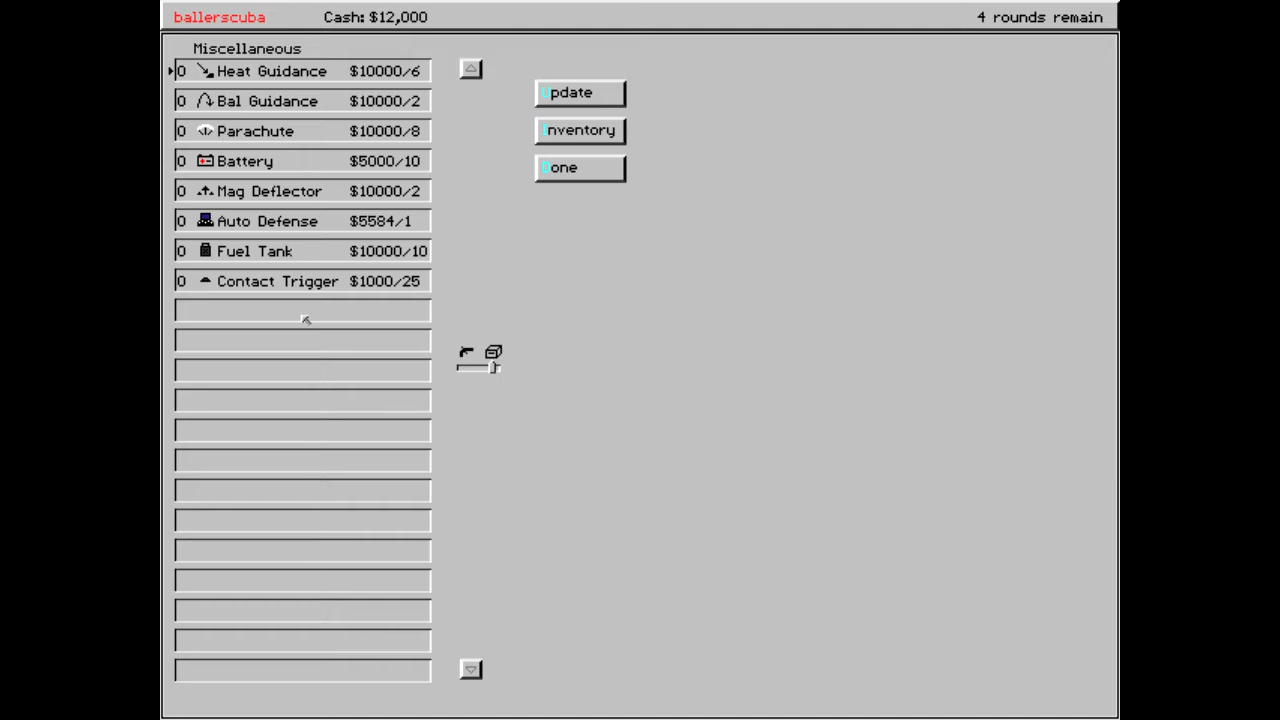 ballerscuba Cash: $12,000 4 rounds remain
Miscellaneous
0 Heat Guidance $10000/6
0 Bal Guidance $10000/2
0 Parachute $10000/8
0 Battery $5000/10
0 Mag Deflector $10000/2
0 Auto Defense $5584/1
0 Fuel Tank $10000/10
0 Contact Trigger $1000/25
Update
Inventory
Done